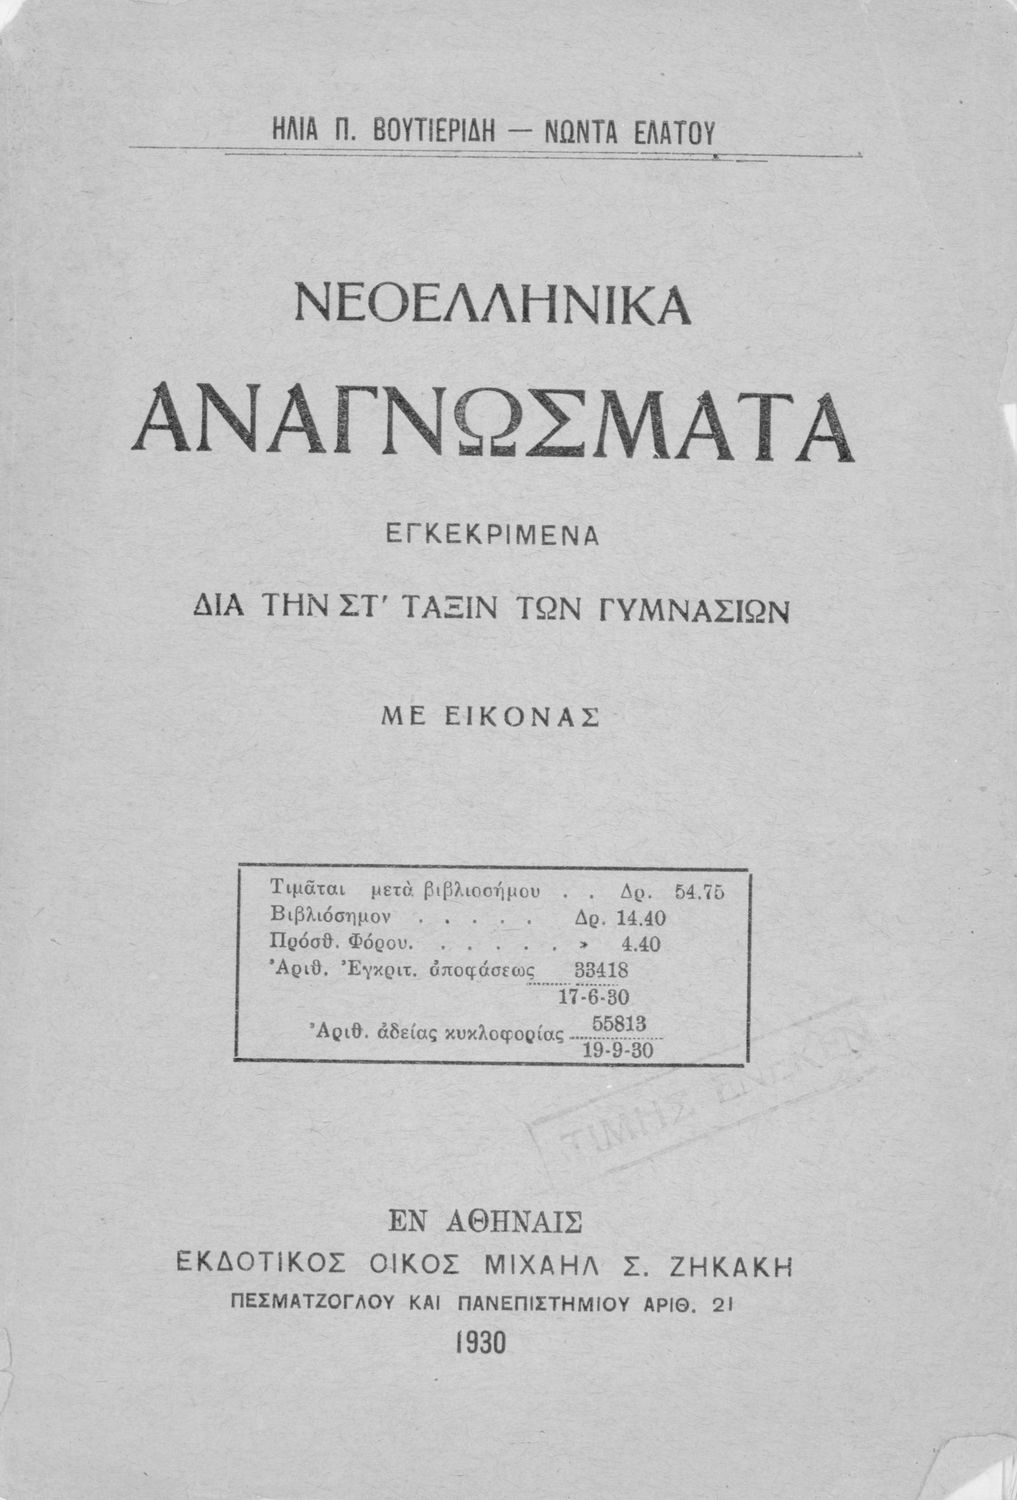 ΗΛΙΑ Π. ΒΟΥΤΙΕΡΙΔΗ — ΝΩΝΤΑ ΕΛΑΤΟΥ
ΝΕΟΕΛΛΗΝΙΚΑ
ΑΝΑΓΝΩΣΜΑΤΑ
ΕΓΚΕΚΡΙΜΕΝΑ
ΔΙΑ ΤΗΝ ΣΤ' ΤΑΞΙΝ ΤΩΝ ΓΥΜΝΑΣΙΩΝ
ΜΕ ΕΙΚΟΝΑΣ
Τιμᾶται μετὰ βιβλιοσήμου . . Δρ. 54.75
Βιβλιόσημον . . . . . Δρ. 14.40
Πρόσθ. Φόρου. . . . . . » 4.40
Ἀριθ. Ἐγκριτ. ἀποφάσεως 33418
17-6-30
Ἀριθ. ἀδείας κυκλοφορίας 55813
19-9-30
ΤΙΜΗΣ ΕΝΕΚΕΝ
ΕΝ ΑΘΗΝΑΙΣ
ΕΚΔΟΤΙΚΟΣ ΟΙΚΟΣ ΜΙΧΑΗΛ Σ. ΖΗΚΑΚΗ
ΠΕΣΜΑΤΖΟΓΛΟΥ ΚΑΙ ΠΑΝΕΠΙΣΤΗΜΙΟΥ ΑΡΙΘ. 21
1930